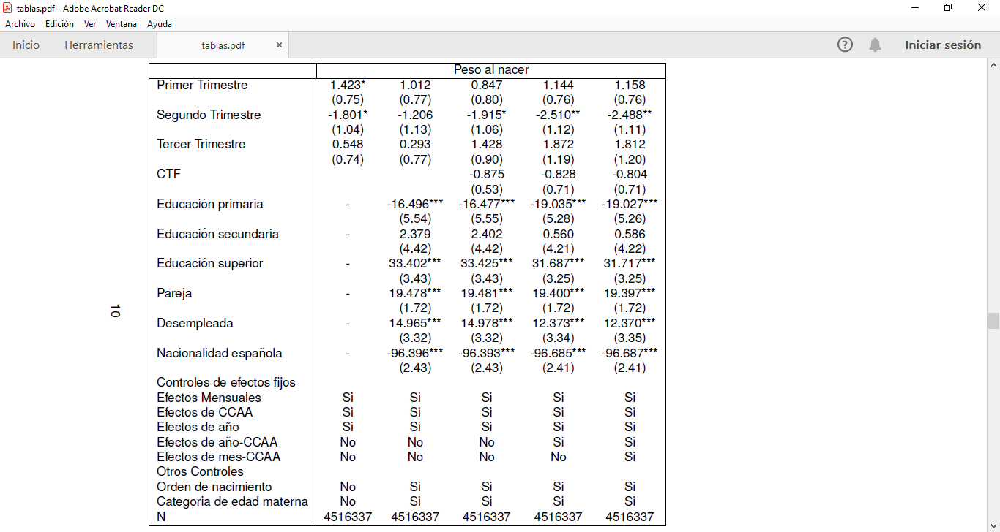 tablas.pdf - Adobe Acrobat Reader DC
Archivo Edición Ver Ventana Ayuda
Inicio Herramientas tablas.pdf × ? Iniciar sesión
Peso al nacer
Primer Trimestre 1.423* 1.012 0.847 1.144 1.158
(0.75) (0.77) (0.80) (0.76) (0.76)
Segundo Trimestre -1.801* -1.206 -1.915* -2.510** -2.488**
(1.04) (1.13) (1.06) (1.12) (1.11)
Tercer Trimestre 0.548 0.293 1.428 1.872 1.812
(0.74) (0.77) (0.90) (1.19) (1.20)
CTF -0.875 -0.828 -0.804
(0.53) (0.71) (0.71)
Educación primaria - -16.496*** -16.477*** -19.035*** -19.027***
(5.54) (5.55) (5.28) (5.26)
Educación secundaria - 2.379 2.402 0.560 0.586
(4.42) (4.42) (4.21) (4.22)
Educación superior - 33.402*** 33.425*** 31.687*** 31.717***
(3.43) (3.43) (3.25) (3.25)
Pareja - 19.478*** 19.481*** 19.400*** 19.397***
(1.72) (1.72) (1.72) (1.72)
Desempleada - 14.965*** 14.978*** 12.373*** 12.370***
(3.32) (3.32) (3.34) (3.35)
Nacionalidad española - -96.396*** -96.393*** -96.685*** -96.687***
(2.43) (2.43) (2.41) (2.41)
Controles de efectos fijos
Efectos Mensuales Si Si Si Si Si
Efectos de CCAA Si Si Si Si Si
Efectos de año Si Si Si Si Si
Efectos de año-CCAA No No No Si Si
Efectos de mes-CCAA No No No No Si
Otros Controles
Orden de nacimiento No Si Si Si Si
Categoria de edad materna No Si Si Si Si
N 4516337 4516337 4516337 4516337 4516337
10